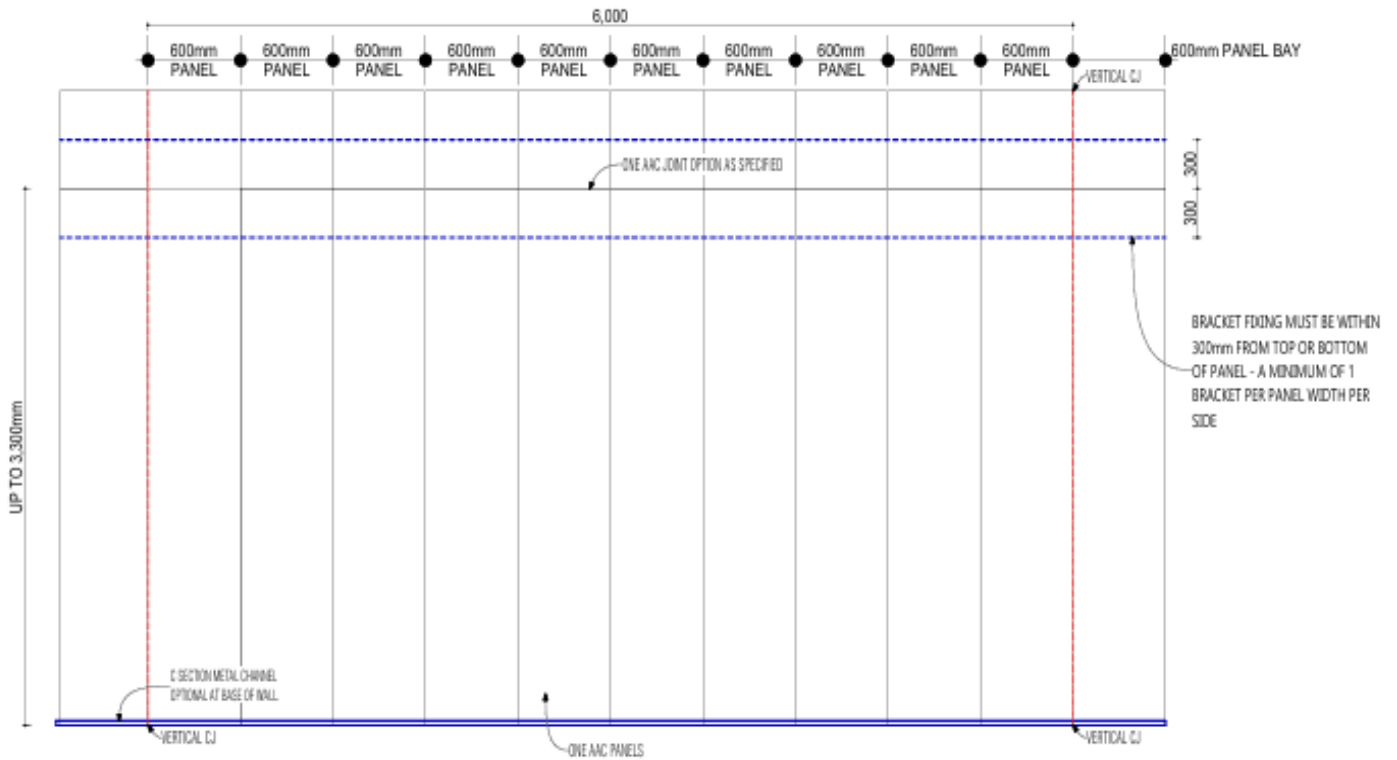 6,000
600mm
PANEL
600mm
PANEL
600mm
PANEL
600mm
PANEL
600mm
PANEL
600mm
PANEL
600mm
PANEL
600mm
PANEL
600mm
PANEL
600mm
PANEL
600mm PANEL BAY
VERTICAL CJ
ONE AAC JOINT OPTION AS SPECIFIED
300
300
BRACKET FIXING MUST BE WITHIN
300mm FROM TOP OR BOTTOM
OF PANEL - A MINIMUM OF 1
BRACKET PER PANEL WIDTH PER
SIDE
UP TO 3,300mm
C SECTION METAL CHANNEL
OPTIONAL AT BASE OF WALL
VERTICAL CJ
ONE AAC PANELS
VERTICAL CJ